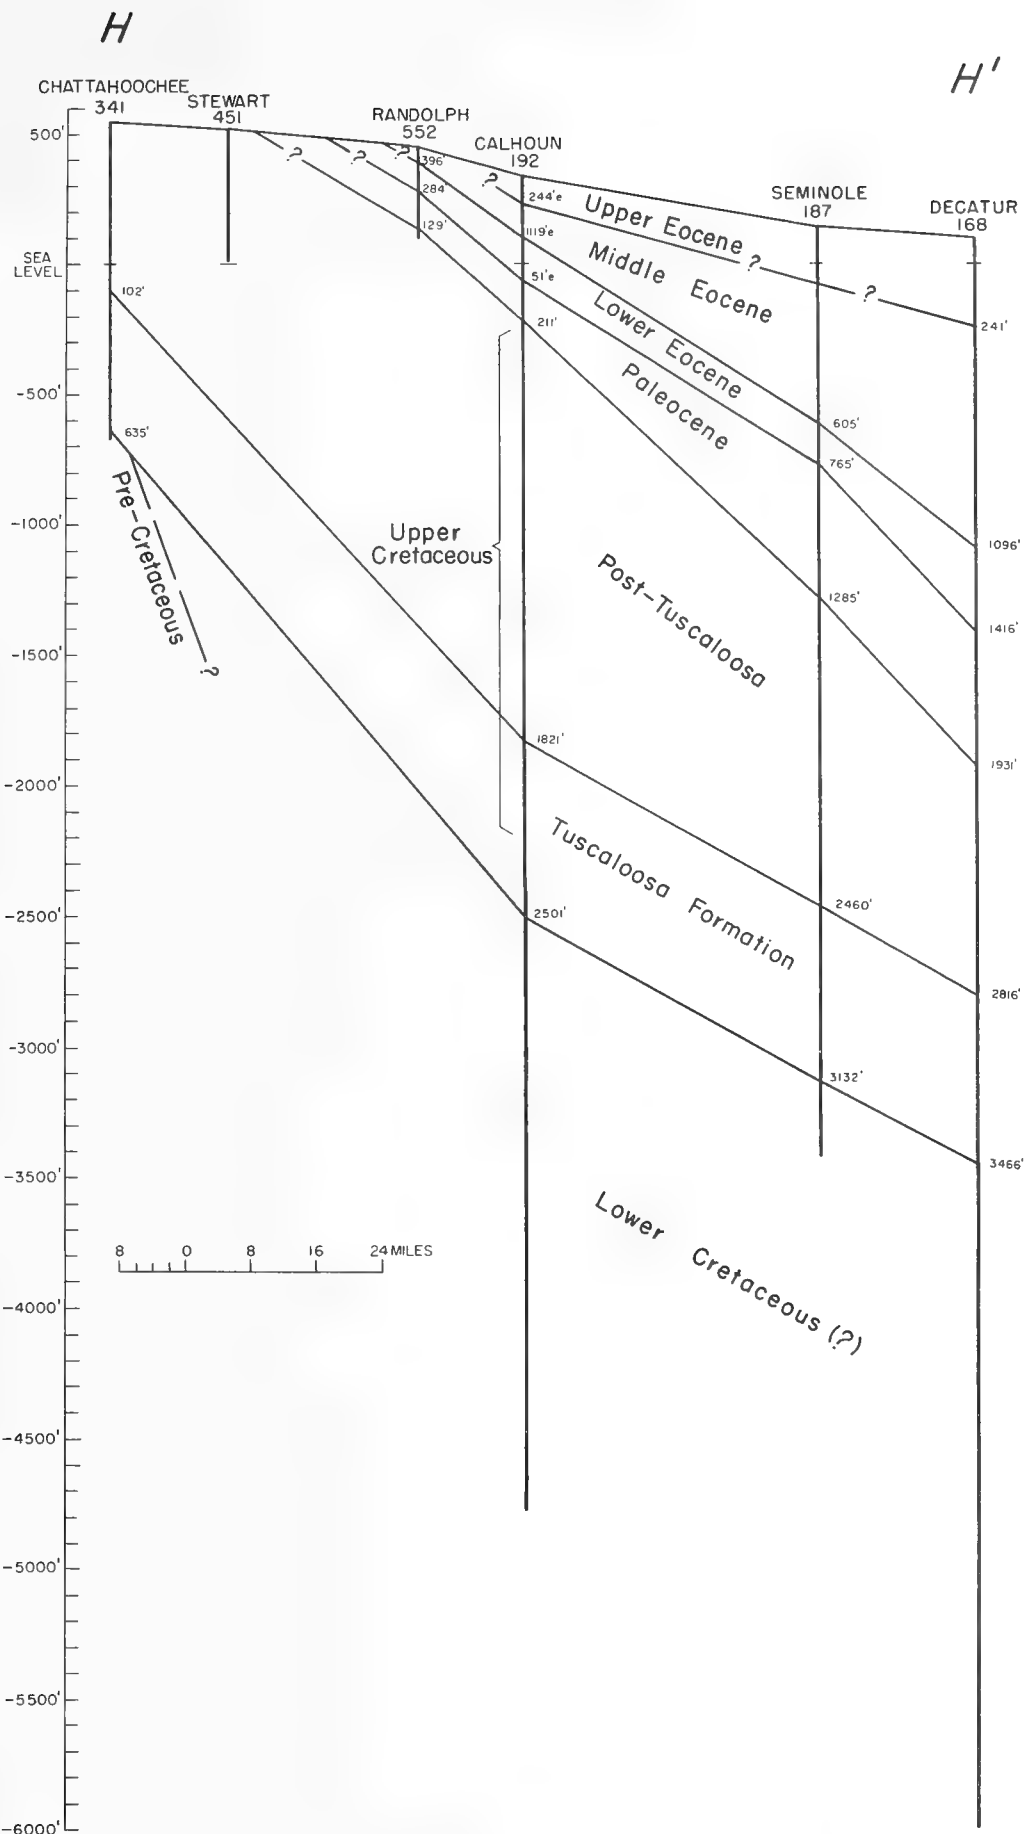 H
H'
CHATTAHOOCHEE
341
STEWART
451
RANDOLPH
552
CALHOUN
192
SEMINOLE
187
DECATUR
168
500'
SEA
LEVEL
-500'
-1000'
-1500'
-2000'
-2500'
-3000'
-3500'
-4000'
-4500'
-5000'
-5500'
-6000'
?
?
?
?
396'
284'
129'
244'e
1119'e
51'e
211'
Upper Eocene
?
?
Middle Eocene
Lower Eocene
Paleocene
241'
102'
635'
605'
765'
1096'
1285'
1416'
1931'
Pre-Cretaceous
?
Upper
Cretaceous
Post-Tuscaloosa
1821'
Tuscaloosa Formation
2501'
2460'
2816'
3132'
3466'
Lower Cretaceous (?)
8 0 8 16 24 MILES